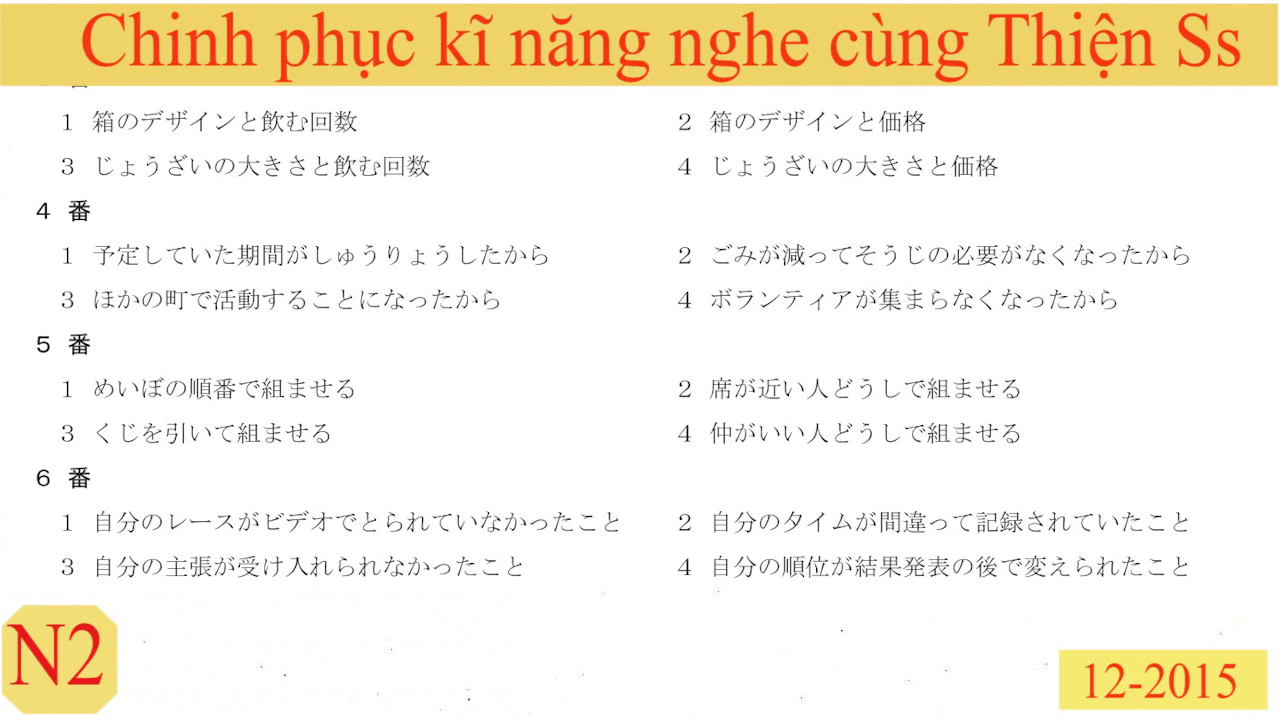 Chinh phục kĩ năng nghe cùng Thiện Ss
1 箱のデザインと飲む回数 2 箱のデザインと価格
3 じょうざいの大きさと飲む回数 4 じょうざいの大きさと価格
4 番
1 予定していた期間がしゅうりょうしたから 2 ごみが減ってそうじの必要がなくなったから
3 ほかの町で活動することになったから 4 ボランティアが集まらなくなったから
5 番
1 めいぼの順番で組ませる 2 席が近い人どうしで組ませる
3 くじを引いて組ませる 4 仲がいい人どうしで組ませる
6 番
1 自分のレースがビデオでとられていなかったこと 2 自分のタイムが間違って記録されていたこと
3 自分の主張が受け入れられなかったこと 4 自分の順位が結果発表の後で変えられたこと
N2
12-2015